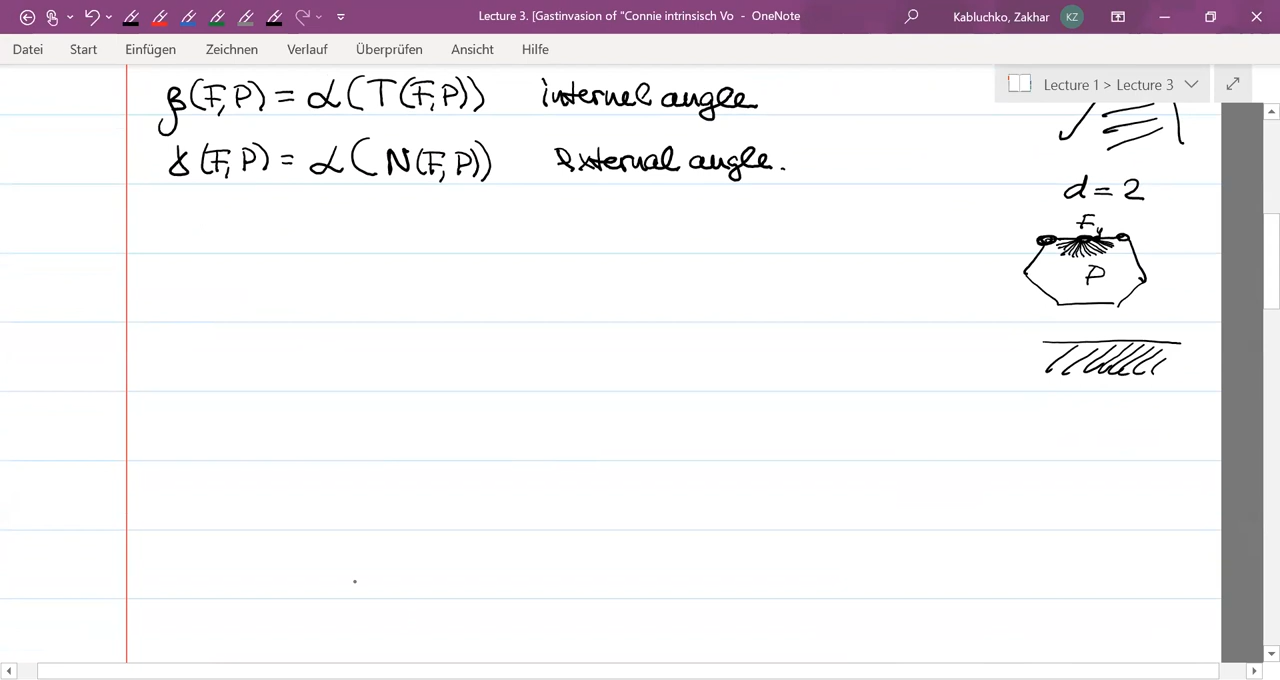 Lecture 3. [Gastinvasion of "Connie intrinsisch Vo - OneNote
Kabluchko, Zakhar KZ
Datei Start Einfügen Zeichnen Verlauf Überprüfen Ansicht Hilfe
Lecture 1 > Lecture 3
β(F,P) = α(T(F,P)) internal angle
γ(F,P) = α(N(F,P)) External angle.
d = 2
F
P